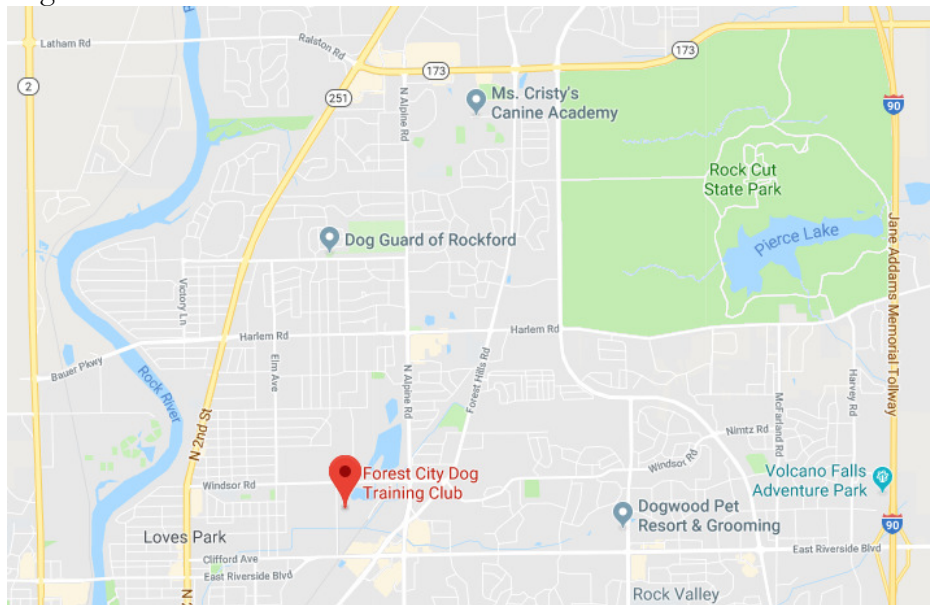 Latham Rd
Ralston Rd
173
173
2
251
90
N Alpine Rd
Ms. Cristy's
Canine Academy
Rock Cut
State Park
Pierce Lake
Dog Guard of Rockford
Victory Ln
Jane Addams Memorial Tollway
Harlem Rd
Harlem Rd
Bauer Pkwy
Elm Ave
N Alpine Rd
Forest Hills Rd
Rock River
N 2nd St
McFarland Rd
Harvey Rd
Nimtz Rd
Windsor Rd
Forest City Dog
Training Club
Windsor Rd
Volcano Falls
Adventure Park
Dogwood Pet
Resort & Grooming
90
Loves Park
Clifford Ave
East Riverside Blvd
East Riverside Blvd
Rock Valley